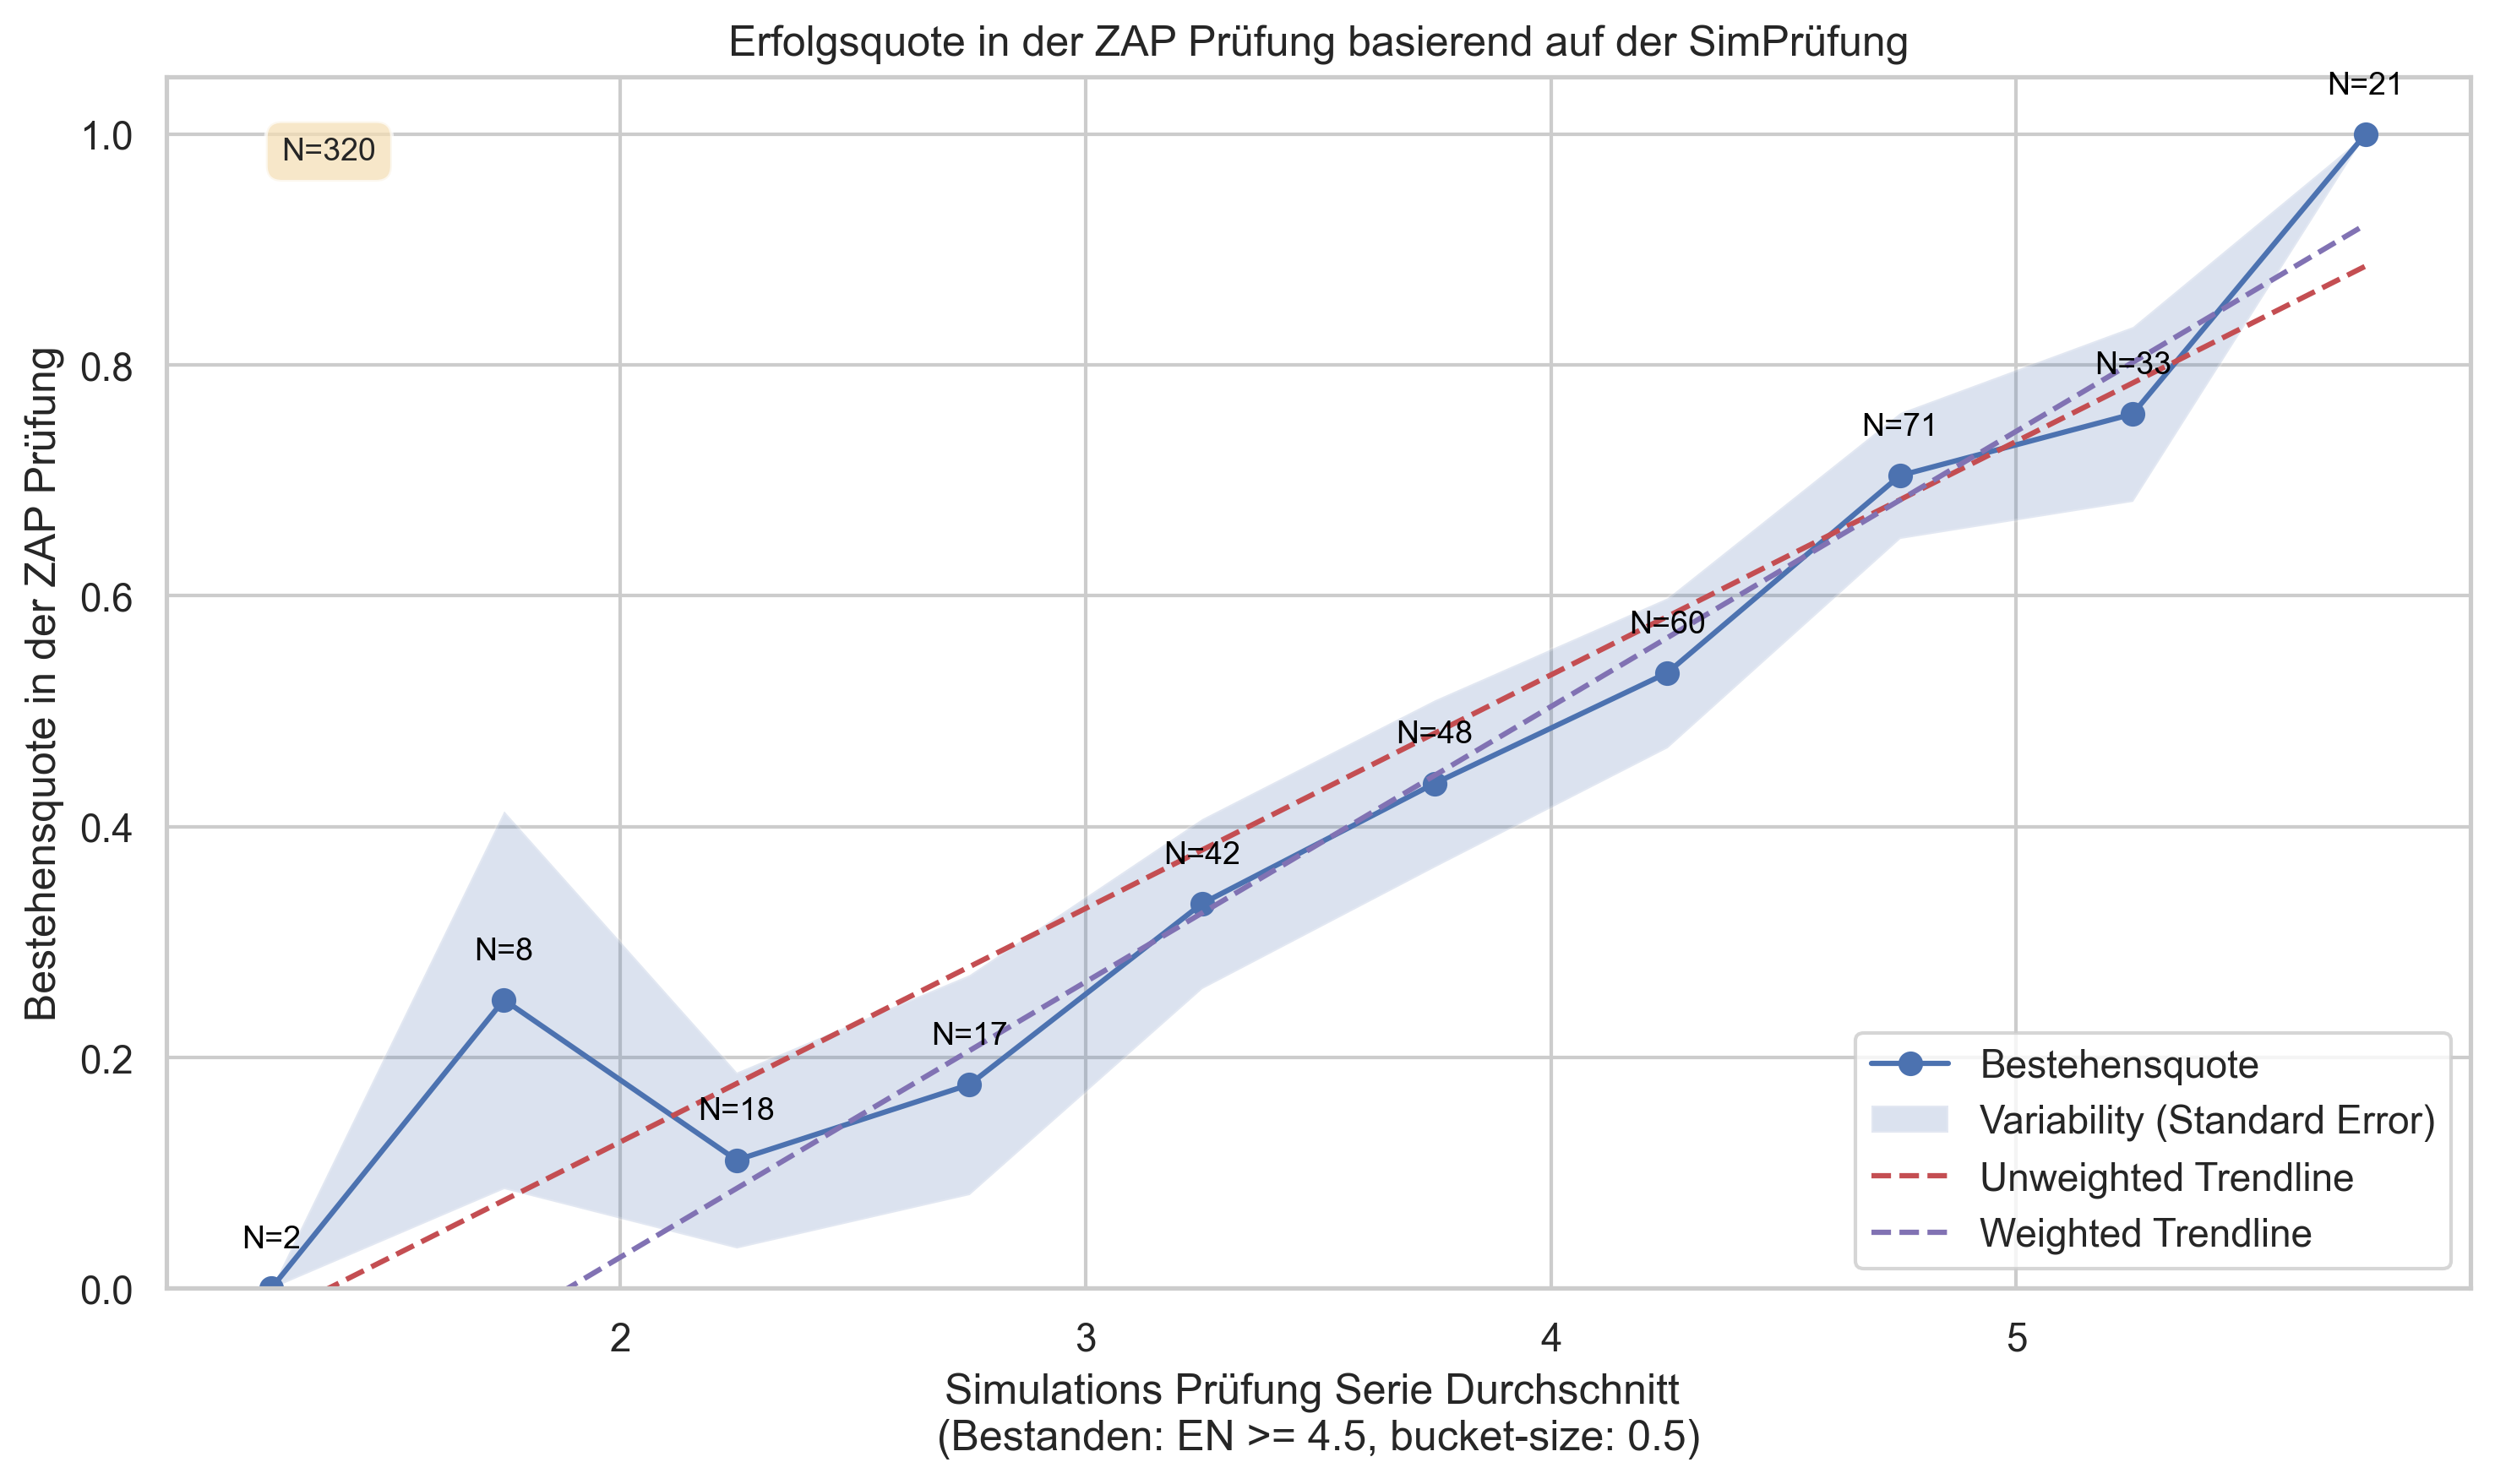 Erfolgsquote in der ZAP Prüfung basierend auf der SimPrüfung
N=320
N=21
N=33
N=71
N=60
N=48
N=42
N=8
N=17
N=18
N=2
Bestehensquote in der ZAP Prüfung
1.0
0.8
0.6
0.4
0.2
0.0
2
3
4
5
Bestehensquote
Variability (Standard Error)
Unweighted Trendline
Weighted Trendline
Simulations Prüfung Serie Durchschnitt
(Bestanden: EN >= 4.5, bucket-size: 0.5)